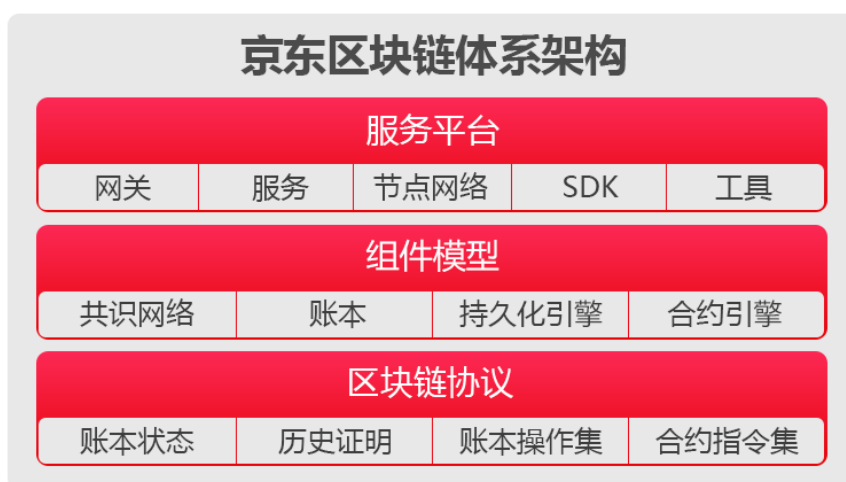 京东区块链体系架构
服务平台
网关 服务 节点网络 SDK 工具
组件模型
共识网络 账本 持久化引擎 合约引擎
区块链协议
账本状态 历史证明 账本操作集 合约指令集